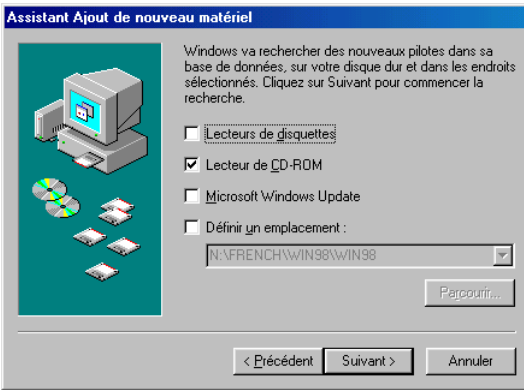 Assistant Ajout de nouveau matériel
Windows va rechercher des nouveaux pilotes dans sa
base de données, sur votre disque dur et dans les endroits
sélectionnés. Cliquez sur Suivant pour commencer la
recherche.
Lecteurs de disquettes
Lecteur de CD-ROM
Microsoft Windows Update
Définir un emplacement :
N:\FRENCH\WIN98\WIN98
Parcourir...
< Précédent
Suivant >
Annuler